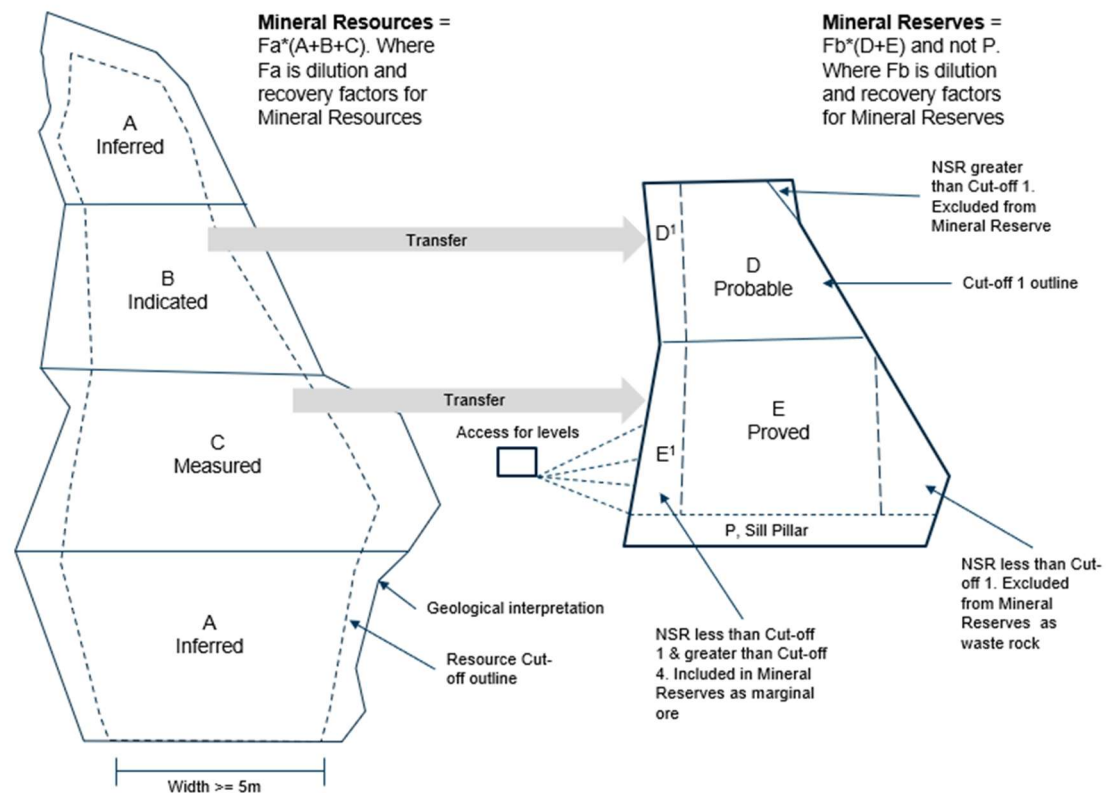 Mineral Resources =
Fa*(A+B+C). Where
Fa is dilution and
recovery factors for
Mineral Resources
Mineral Reserves =
Fb*(D+E) and not P.
Where Fb is dilution
and recovery factors
for Mineral Reserves
A
Inferred
B
Indicated
C
Measured
A
Inferred
Width >= 5m
Transfer
Transfer
Access for levels
Geological interpretation
Resource Cut-
off outline
D¹
D
Probable
E¹
E
Proved
P, Sill Pillar
NSR greater
than Cut-off 1.
Excluded from
Mineral Reserve
Cut-off 1 outline
NSR less than Cut-off
1 & greater than Cut-off
4. Included in Mineral
Reserves as marginal
ore
NSR less than Cut-
off 1. Excluded
from Mineral
Reserves as
waste rock